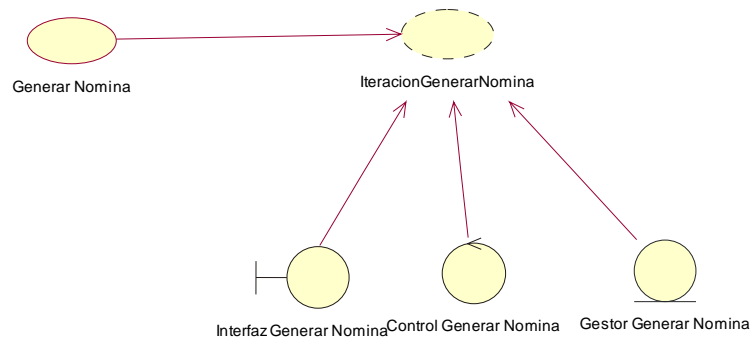 Generar Nomina
IteracionGenerarNomina
Interfaz Generar Nomina
Control Generar Nomina
Gestor Generar Nomina